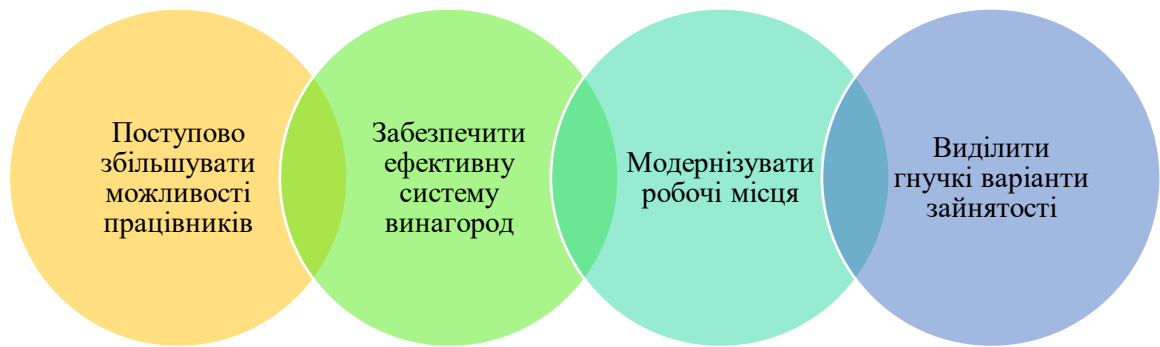 Поступово
збільшувати
можливості
працівників
Забезпечити
ефективну
систему
винагород
Модернізувати
робочі місця
Виділити
гнучкі варіанти
зайнятості